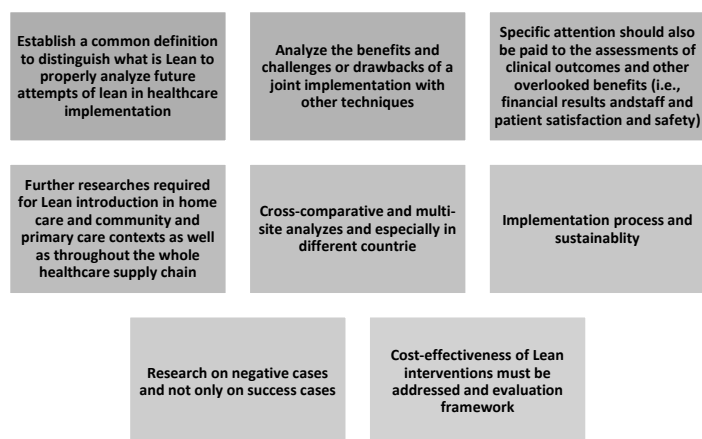 Establish a common definition
to distinguish what is Lean to
properly analyze future
attempts of lean in healthcare
implementation
Analyze the benefits and
challenges or drawbacks of a
joint implementation with
other techniques
Specific attention should also
be paid to the assessments of
clinical outcomes and other
overlooked benefits (i.e.,
financial results andstaff and
patient satisfaction and safety)
Further researches required
for Lean introduction in home
care and community and
primary care contexts as well
as throughout the whole
healthcare supply chain
Cross-comparative and multi-
site analyzes and especially in
different countrie
Implementation process and
sustainablity
Research on negative cases
and not only on success cases
Cost-effectiveness of Lean
interventions must be
addressed and evaluation
framework